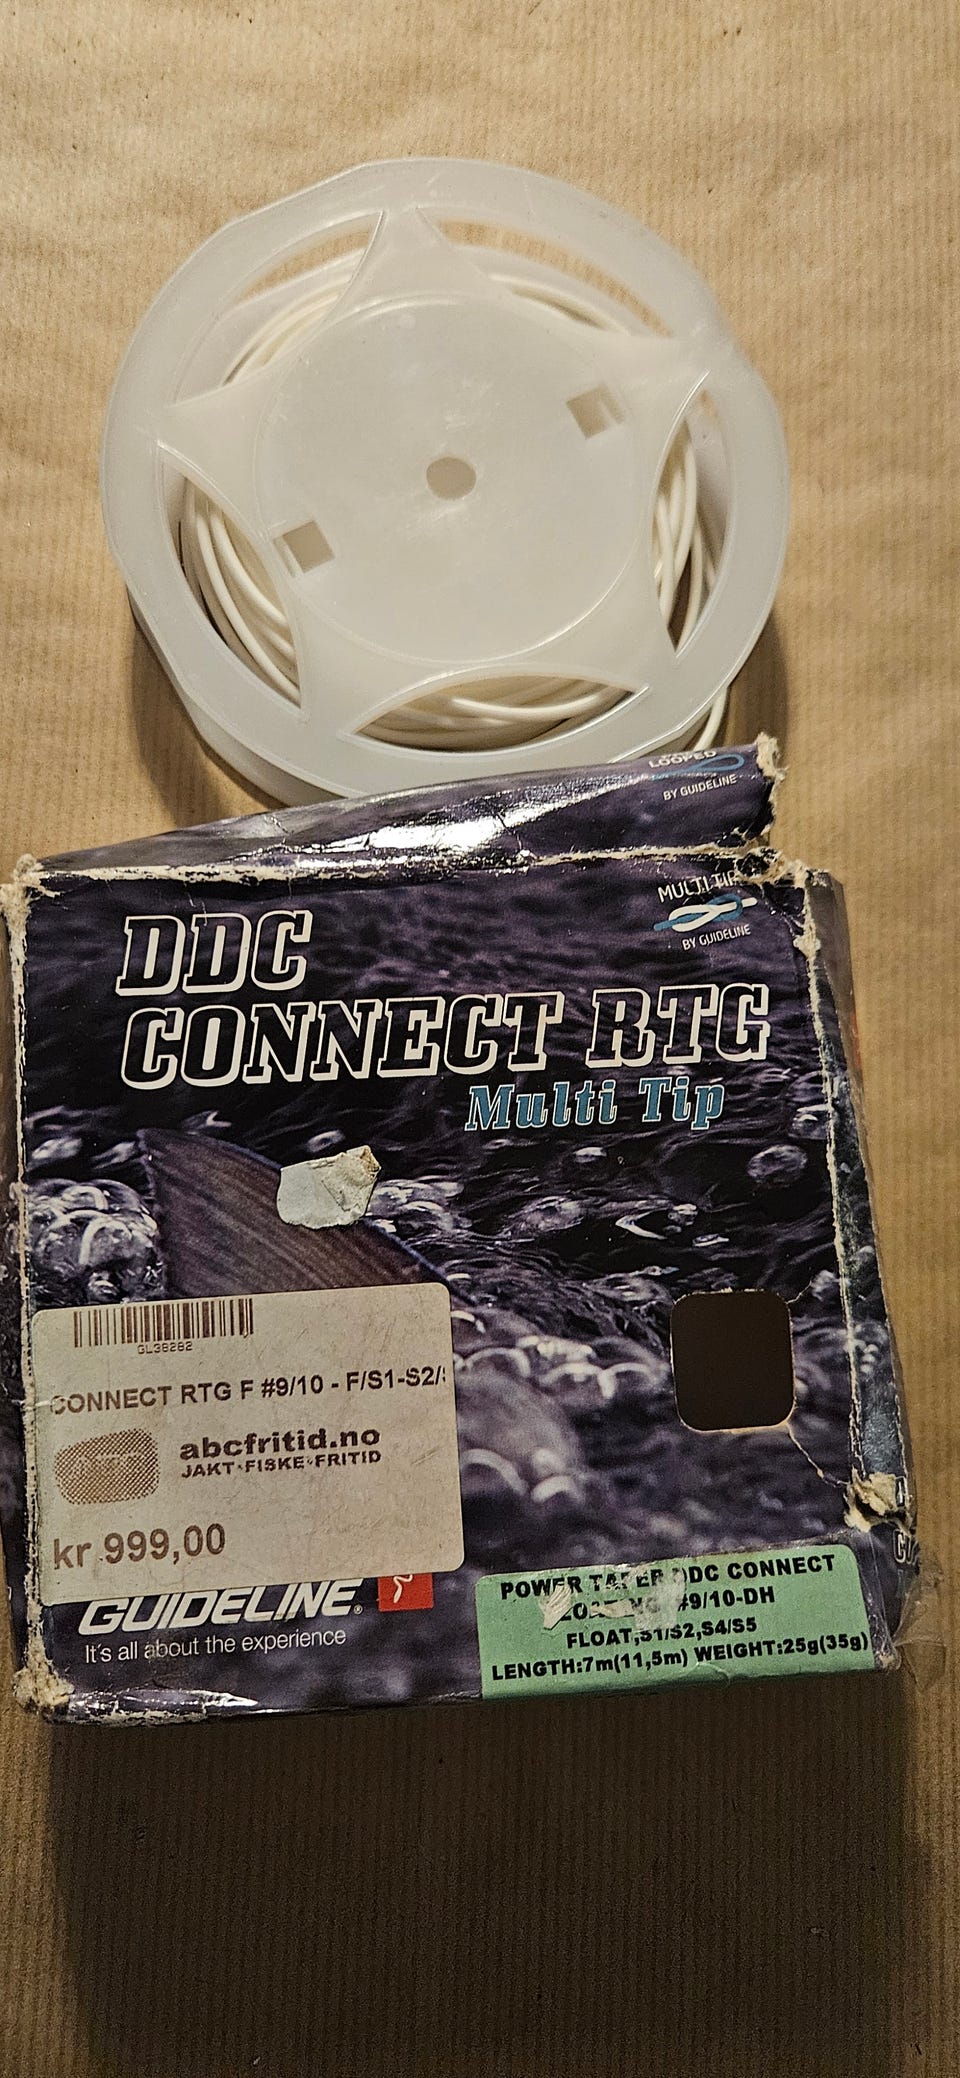 LOOPED
BY GUIDELINE
MULTI TIP
BY GUIDELINE
DDC
CONNECT RTG
Multi Tip
GL38282
CONNECT RTG F #9/10 - F/S1-S2/
abcfritid.no
JAKT•FISKE•FRITID
kr 999,00
GUIDELINE®
It's all about the experience
POWER TAPER DDC CONNECT
#9/10-DH
FLOAT,S1/S2,S4/S5
LENGTH:7m(11,5m) WEIGHT:25g(35g)